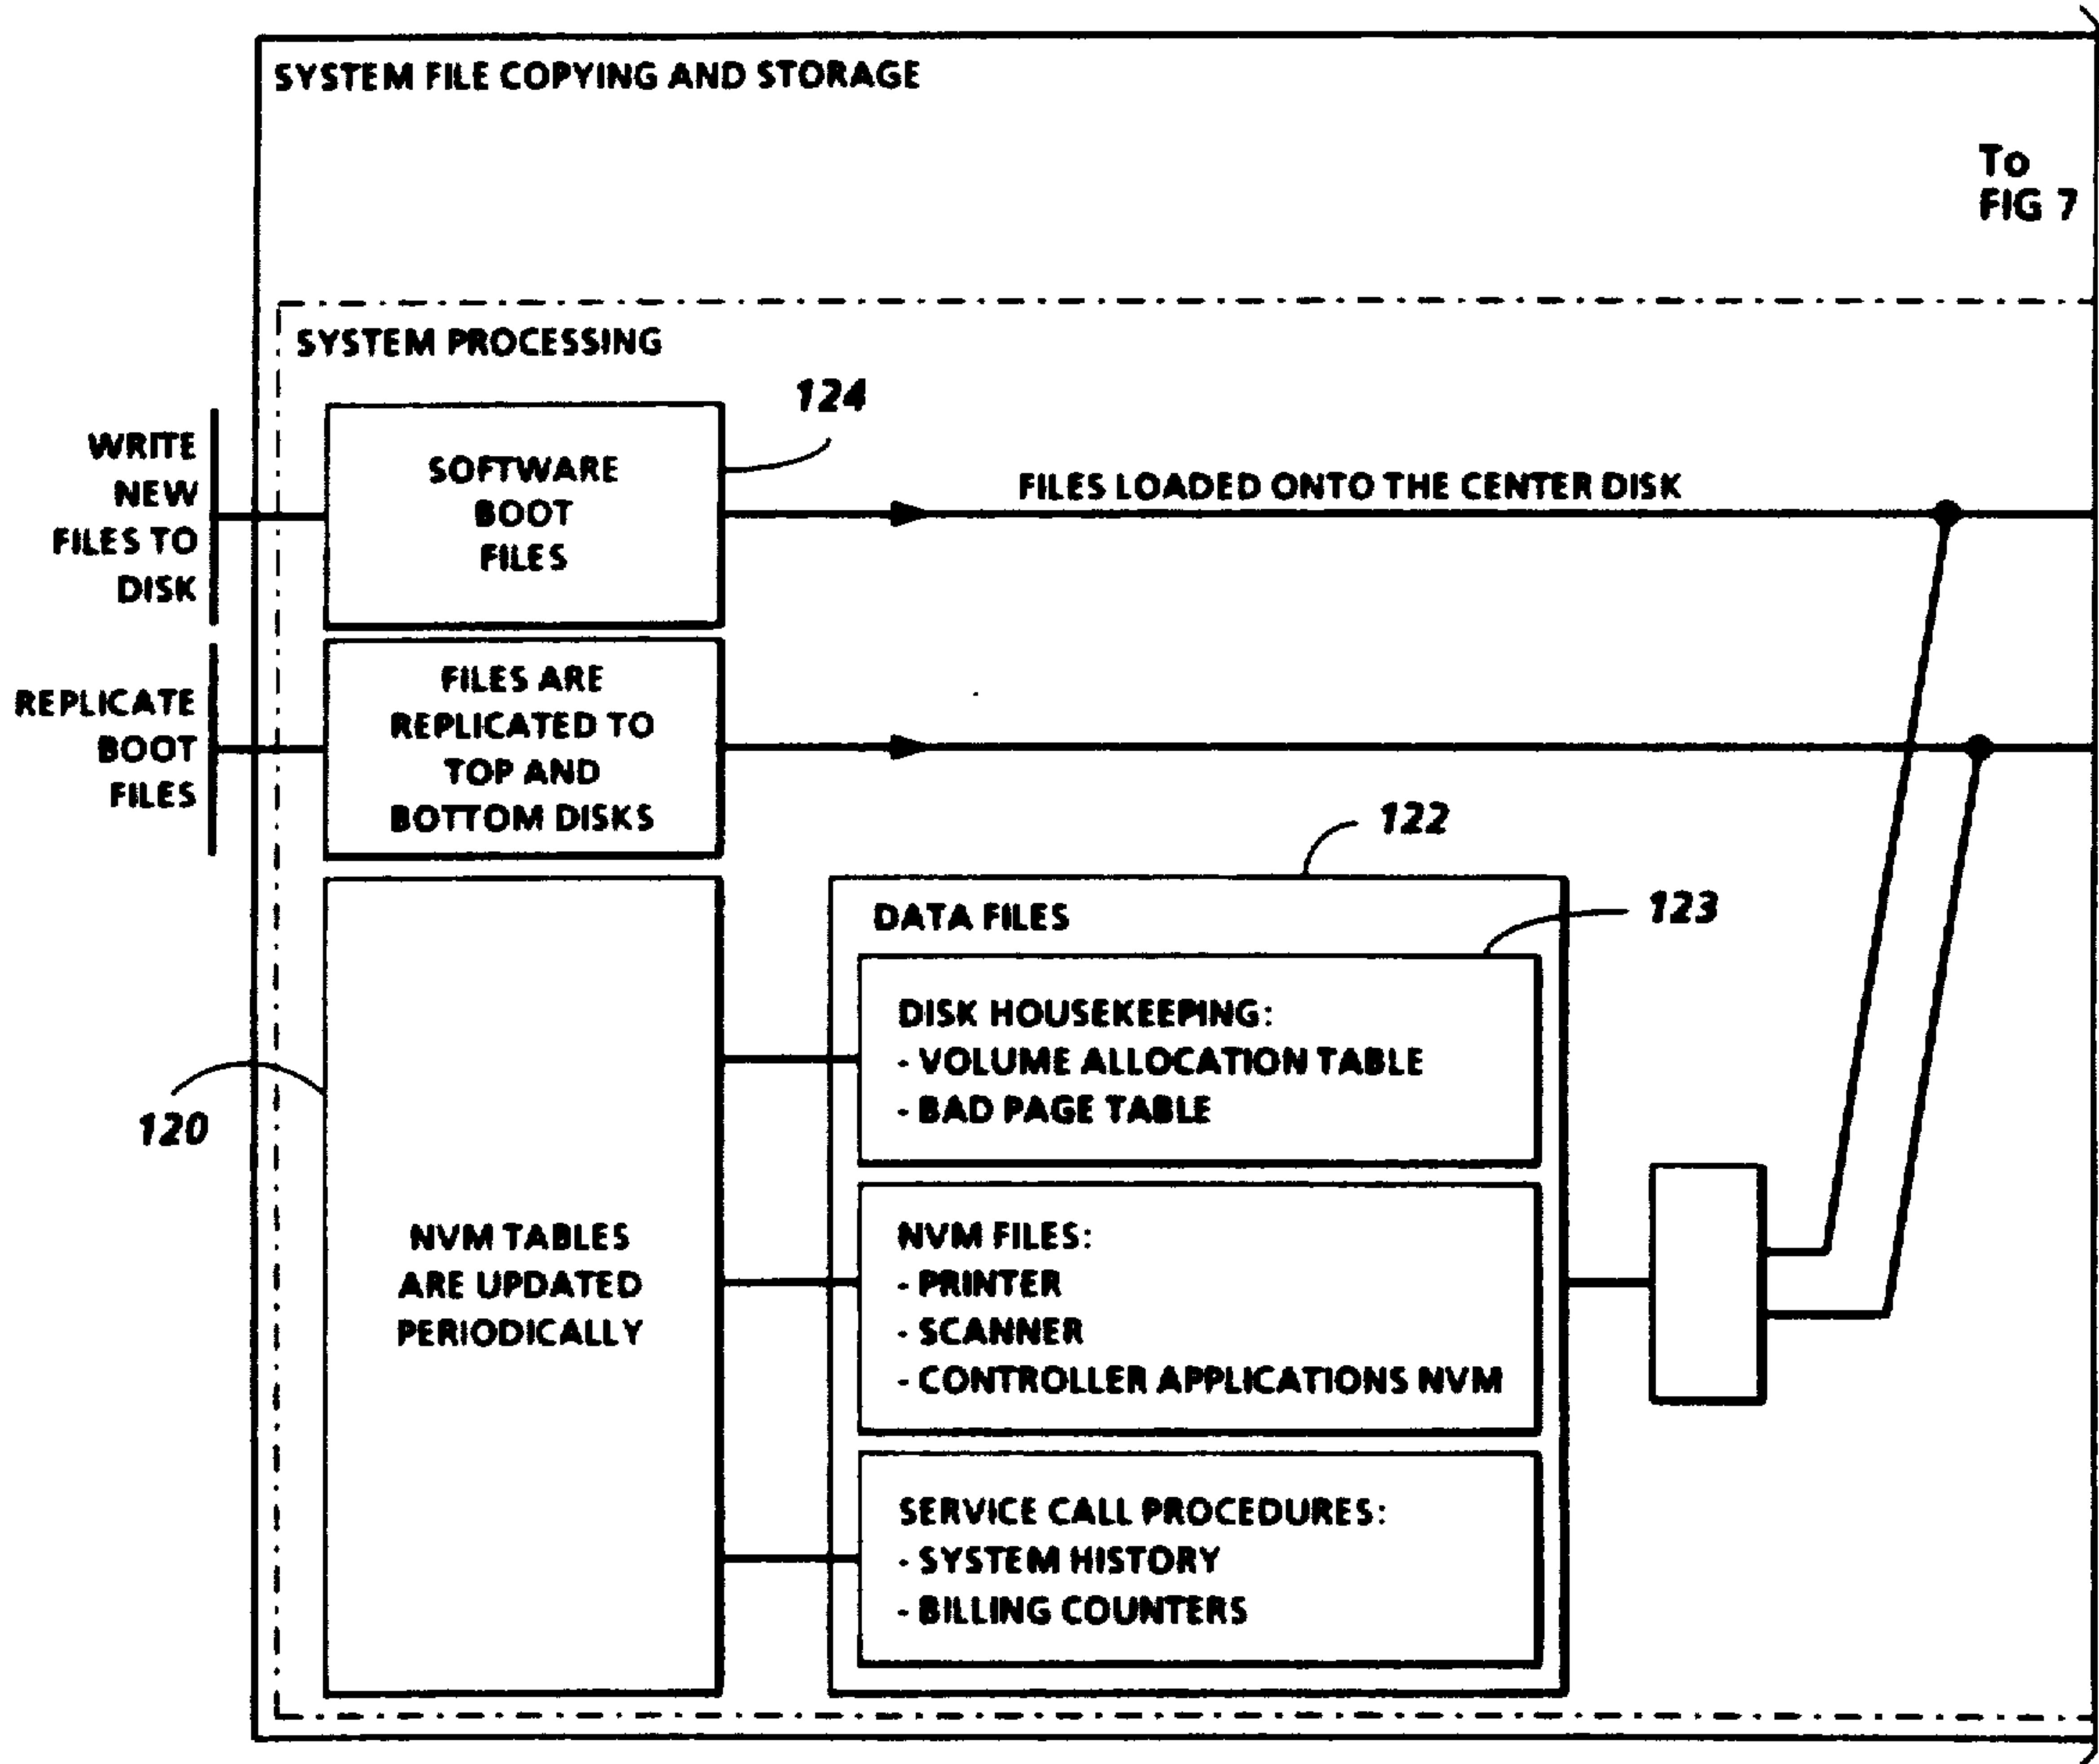 SYSTEM FILE COPYING AND STORAGE
To
FIG 7
SYSTEM PROCESSING
124
WRITE
NEW
FILES TO
DISK
SOFTWARE
BOOT
FILES
FILES LOADED ONTO THE CENTER DISK
REPLICATE
BOOT
FILES
FILES ARE
REPLICATED TO
TOP AND
BOTTOM DISKS
122
DATA FILES
123
120
NVM TABLES
ARE UPDATED
PERIODICALLY
DISK HOUSEKEEPING:
- VOLUME ALLOCATION TABLE
- BAD PAGE TABLE
NVM FILES:
- PRINTER
- SCANNER
- CONTROLLER APPLICATIONS NVM
SERVICE CALL PROCEDURES:
- SYSTEM HISTORY
- BILLING COUNTERS